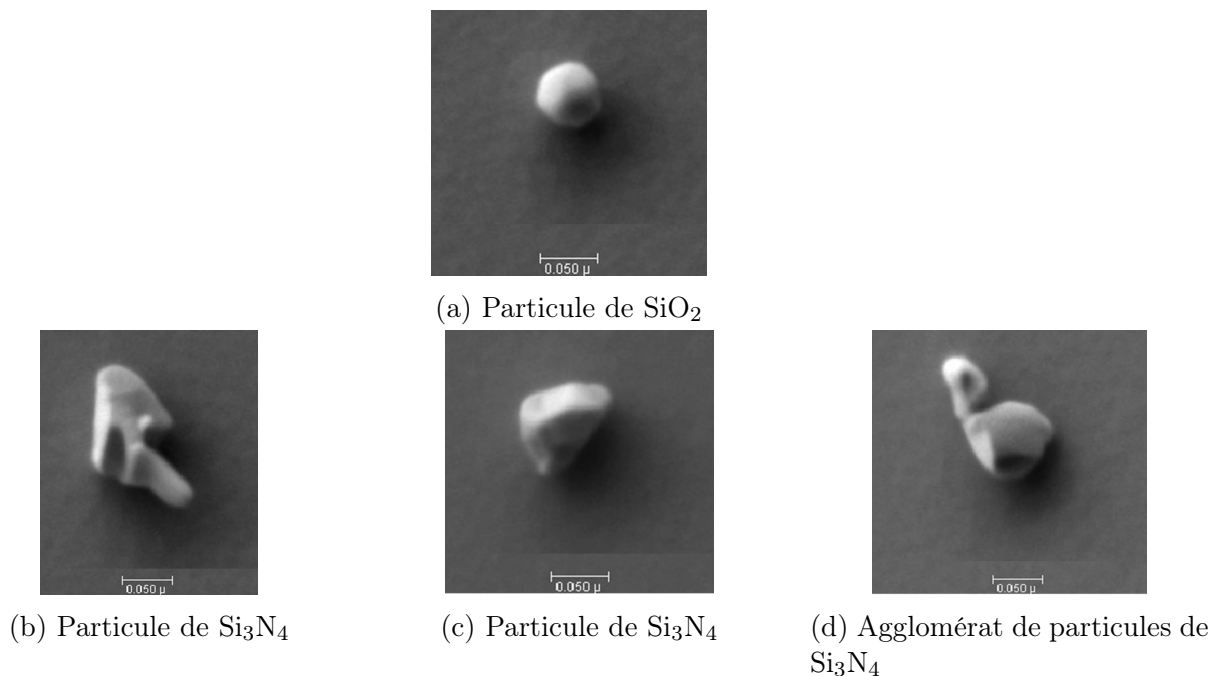 0.050 µ
(a) Particule de SiO₂
0.050 µ
(b) Particule de Si₃N₄
0.050 µ
(c) Particule de Si₃N₄
0.050 µ
(d) Agglomérat de particules de
Si₃N₄